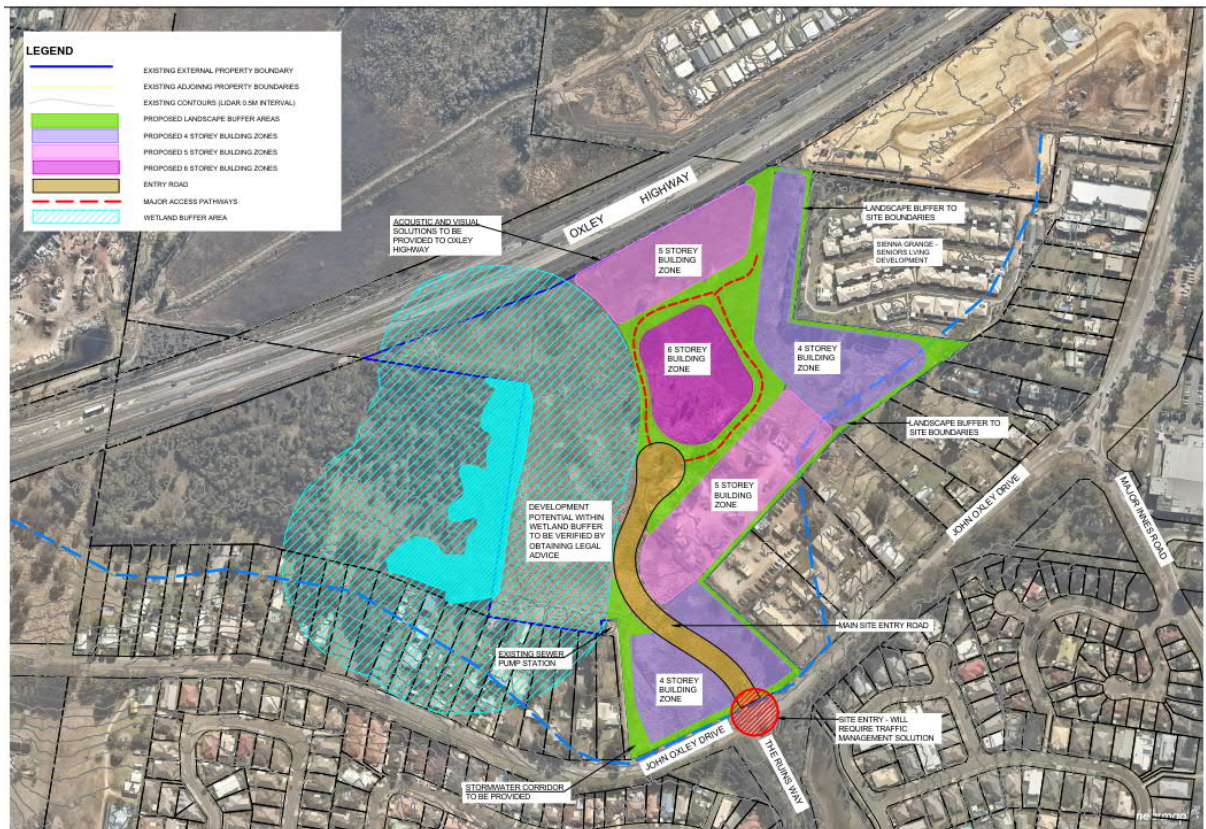 LEGEND
EXISTING EXTERNAL PROPERTY BOUNDARY
EXISTING ADJOINNG PROPERTY BOUNDARIES
EXISTING CONTOURS (LIDAR 0.5M INTERVAL)
PROPOSED LANDSCAPE BUFFER AREAS
PROPOSED 4 STOREY BUILDING ZONES
PROPOSED 5 STOREY BUILDING ZONES
PROPOSED 6 STOREY BUILDING ZONES
ENTRY ROAD
MAJOR ACCESS PATHWAYS
WETLAND BUFFER AREA
OXLEY HIGHWAY
ACOUSTIC AND VISUAL
SOLUTIONS TO BE
PROVIDED TO OXLEY
HIGHWAY
LANDSCAPE BUFFER TO
SITE BOUNDARIES
SIENNA GRANGE -
SENIORS LVING
DEVELOPMENT
5 STOREY
BUILDING
ZONE
6 STOREY
BUILDING
ZONE
4 STOREY
BUILDING
ZONE
LANDSCAPE BUFFER TO
SITE BOUNDARIES
5 STOREY
BUILDING
ZONE
JOHN OXLEY DRIVE
MAJOR INNES ROAD
DEVELOPMENT
POTENTIAL WITHIN
WETLAND BUFFER
TO BE VERIFIED BY
OBTAINING LEGAL
ADVICE
MAIN SITE ENTRY ROAD
EXISTING SEWER
PUMP STATION
4 STOREY
BUILDING
ZONE
SITE ENTRY - WILL
REQUIRE TRAFFIC
MANAGEMENT SOLUTION
JOHN OXLEY DRIVE
THE RUINS WAY
STORMWATER CORRIDOR
TO BE PROVIDED
nearmap